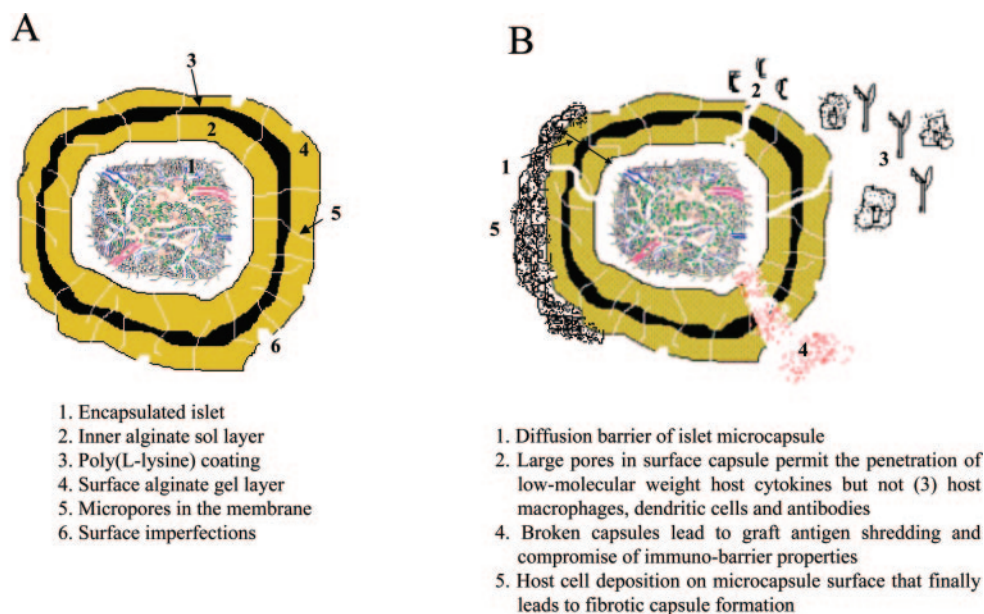 A
3
2
1
4
5
6
1. Encapsulated islet
2. Inner alginate sol layer
3. Poly(L-lysine) coating
4. Surface alginate gel layer
5. Micropores in the membrane
6. Surface imperfections
B
2
1
3
5
4
1. Diffusion barrier of islet microcapsule
2. Large pores in surface capsule permit the penetration of
low-molecular weight host cytokines but not (3) host
macrophages, dendritic cells and antibodies
4. Broken capsules lead to graft antigen shredding and
compromise of immuno-barrier properties
5. Host cell deposition on microcapsule surface that finally
leads to fibrotic capsule formation